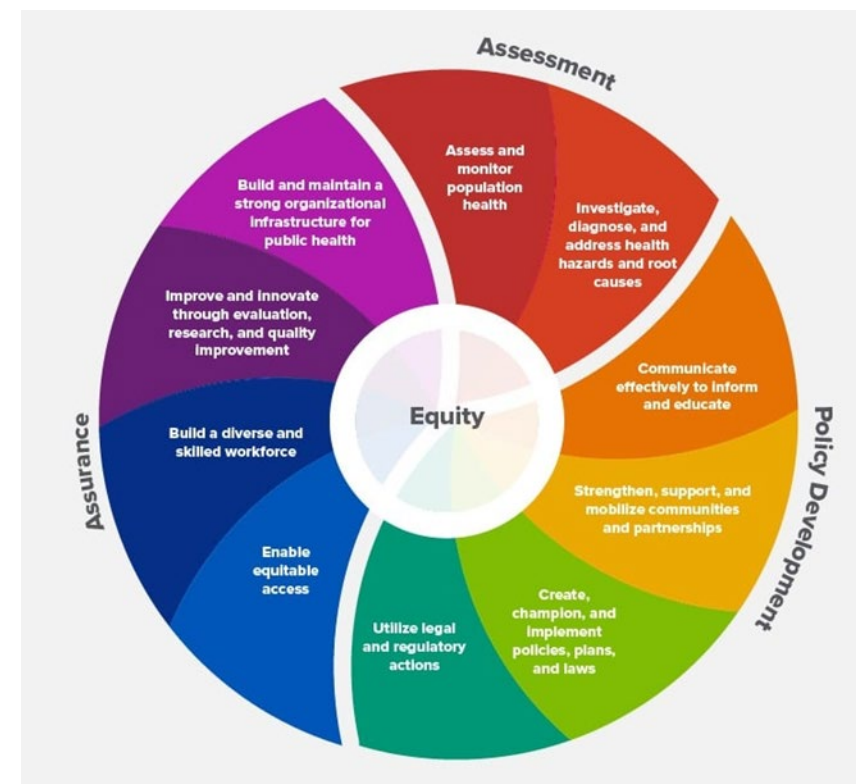 Assessment
Assess and
monitor
population
health
Investigate,
diagnose, and
address health
hazards and root
causes
Policy Development
Communicate
effectively to inform
and educate
Strengthen, support, and
mobilize communities
and partnerships
Create,
champion, and
implement
policies, plans,
and laws
Utilize legal
and regulatory
actions
Assurance
Enable
equitable
access
Build a diverse and
skilled workforce
Improve and innovate
through evaluation,
research, and quality
improvement
Build and maintain a
strong organizational
infrastructure for
public health
Equity